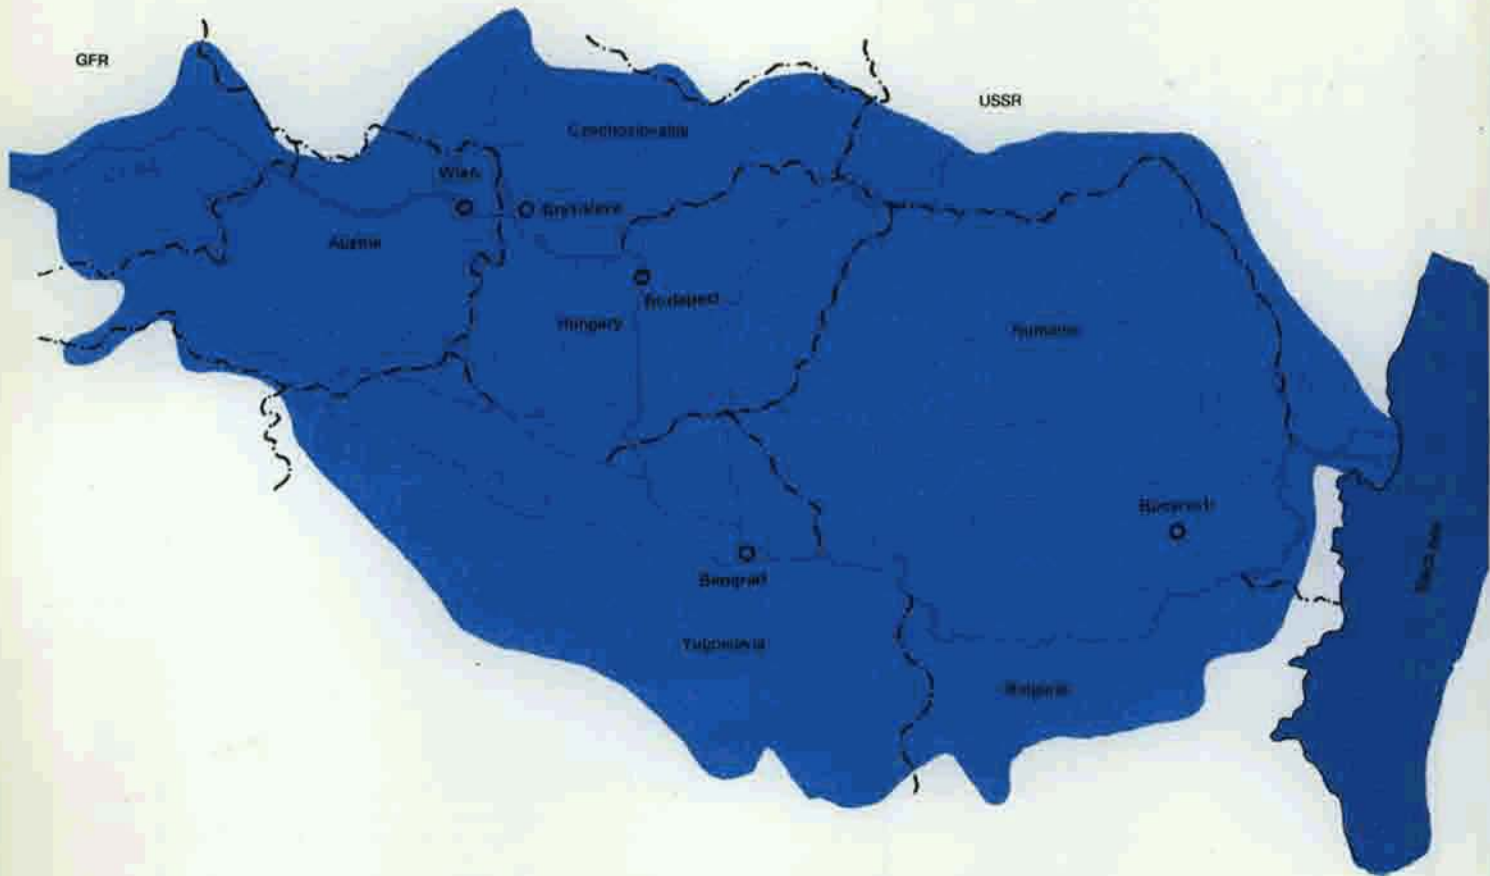 GFR
USSR
Czechoslovakia
Wien
Bratislava
Austria
Budapest
Hungary
Rumania
Bucuresti
Beograd
Yugoslavia
Bulgaria